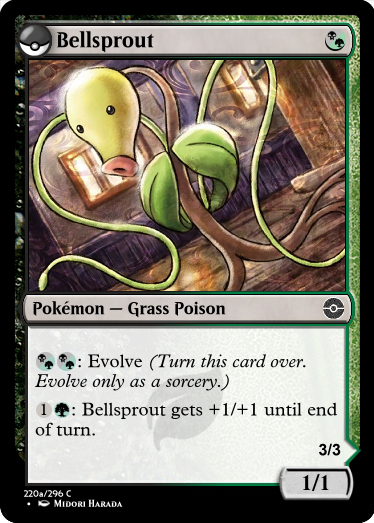 Bellsprout
Pokémon — Grass Poison
: Evolve (Turn this card over.
Evolve only as a sorcery.)
1 : Bellsprout gets +1/+1 until end
of turn.
3/3
1/1
220a/296 C
• Midori Harada